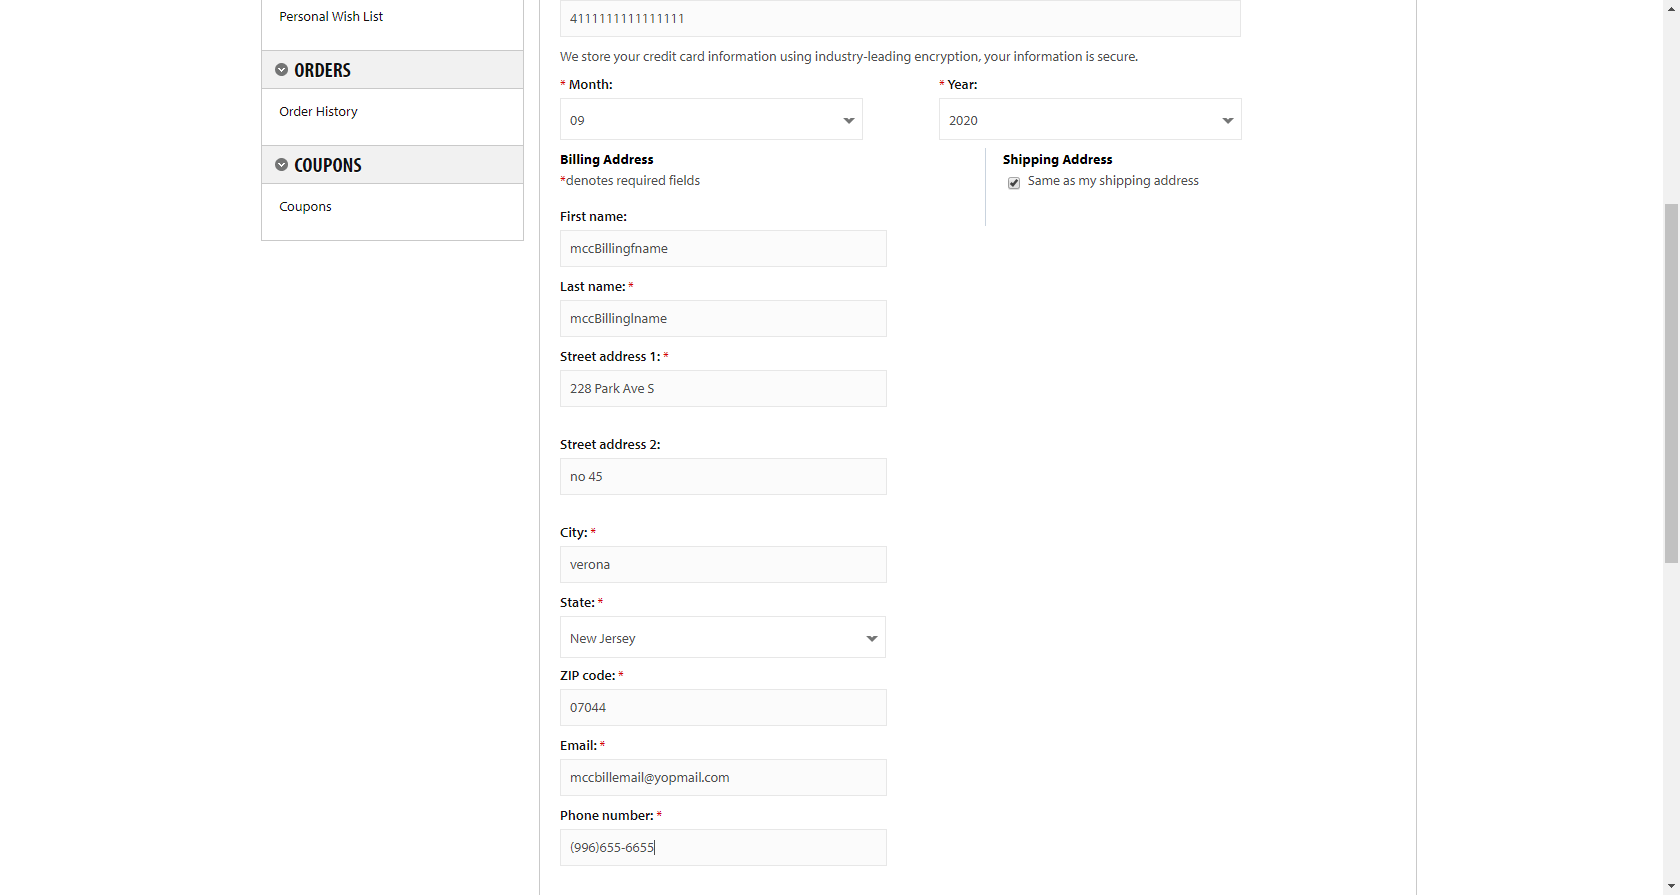 Personal Wish List
ORDERS
Order History
COUPONS
Coupons
4111111111111111
We store your credit card information using industry-leading encryption, your information is secure.
* Month:
* Year:
09
2020
Billing Address
*denotes required fields
Shipping Address
Same as my shipping address
First name:
mccBillingfname
Last name: *
mccBillinglname
Street address 1: *
228 Park Ave S
Street address 2:
no 45
City: *
verona
State: *
New Jersey
ZIP code: *
07044
Email: *
mccbillemail@yopmail.com
Phone number: *
(996)655-6655